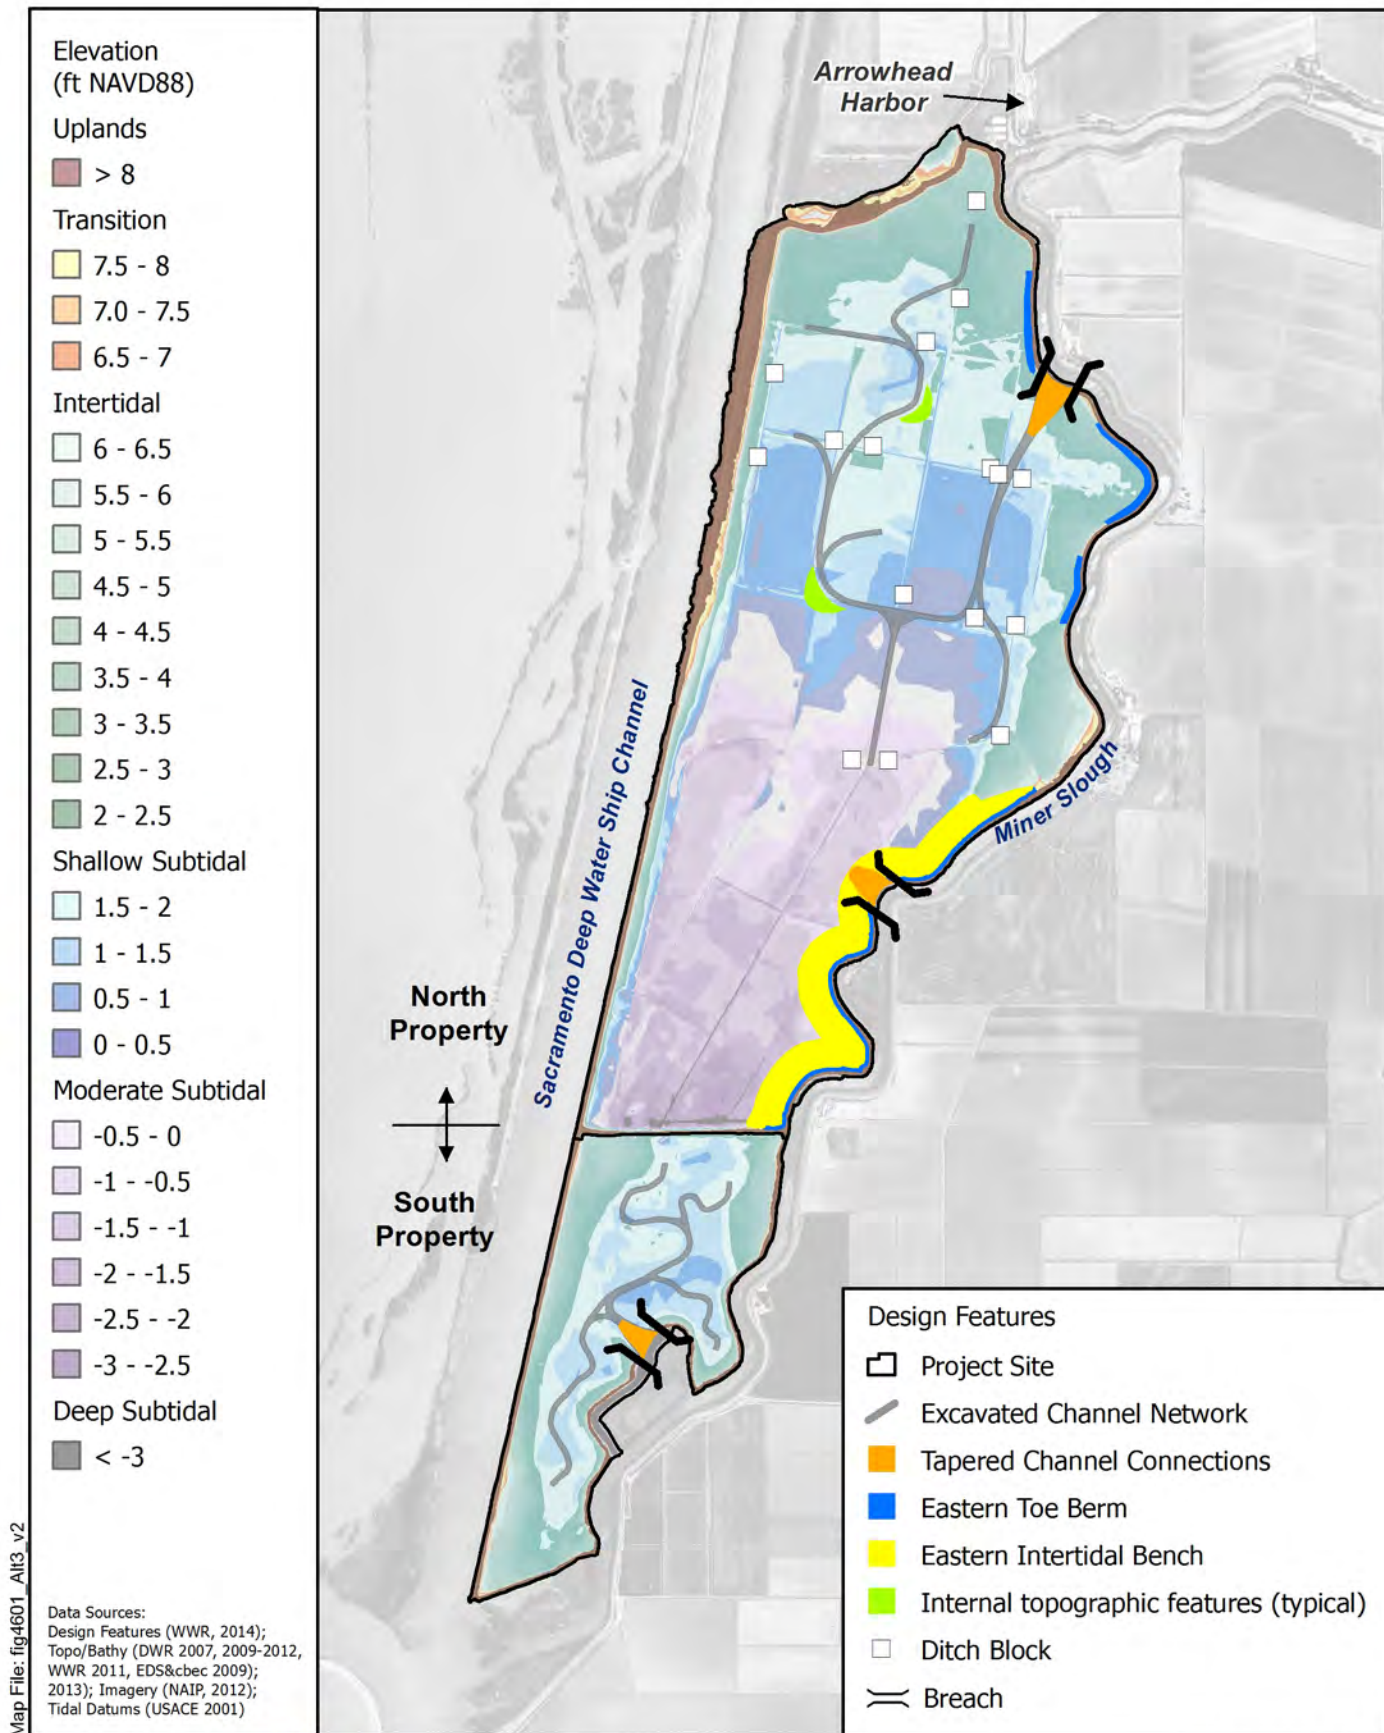 Elevation
(ft NAVD88)
Uplands
> 8
Transition
7.5 - 8
7.0 - 7.5
6.5 - 7
Intertidal
6 - 6.5
5.5 - 6
5 - 5.5
4.5 - 5
4 - 4.5
3.5 - 4
3 - 3.5
2.5 - 3
2 - 2.5
Shallow Subtidal
1.5 - 2
1 - 1.5
0.5 - 1
0 - 0.5
Moderate Subtidal
-0.5 - 0
-1 - -0.5
-1.5 - -1
-2 - -1.5
-2.5 - -2
-3 - -2.5
Deep Subtidal
< -3
Data Sources:
Design Features (WWR, 2014);
Topo/Bathy (DWR 2007, 2009-2012,
WWR 2011, EDS&cbec 2009);
2013); Imagery (NAIP, 2012);
Tidal Datums (USACE 2001)
Map File: fig4601_Alt3_v2
Arrowhead
Harbor
Sacramento Deep Water Ship Channel
Miner Slough
North
Property
South
Property
Design Features
Project Site
Excavated Channel Network
Tapered Channel Connections
Eastern Toe Berm
Eastern Intertidal Bench
Internal topographic features (typical)
Ditch Block
Breach